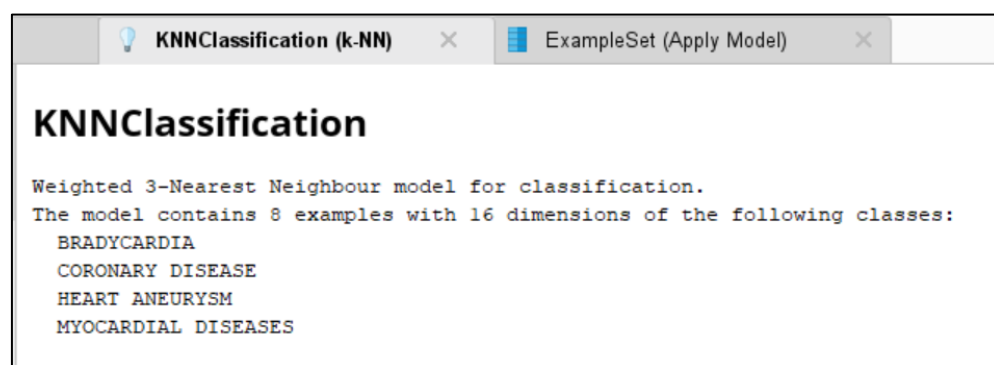 KNNClassification (k-NN)
ExampleSet (Apply Model)
KNNClassification
Weighted 3-Nearest Neighbour model for classification.
The model contains 8 examples with 16 dimensions of the following classes:
BRADYCARDIA
CORONARY DISEASE
HEART ANEURYSM
MYOCARDIAL DISEASES